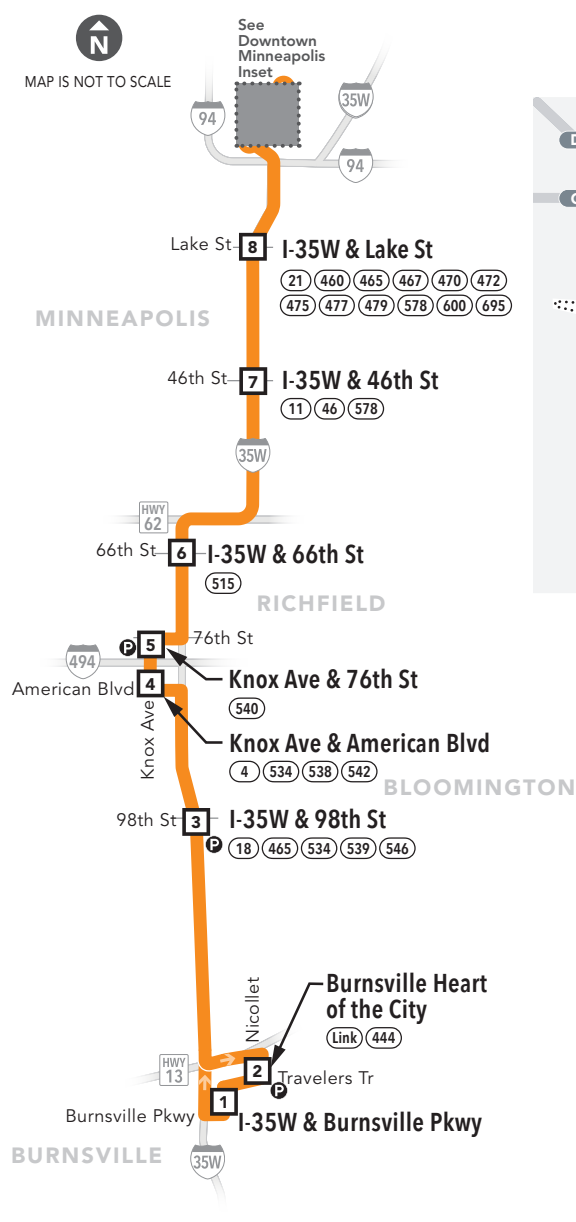 N
MAP IS NOT TO SCALE
See
Downtown
Minneapolis
Inset
35W
94
94
Lake St
8
I-35W & Lake St
21 460 465 467 470 472
475 477 479 578 600 695
MINNEAPOLIS
46th St
7
I-35W & 46th St
11 46 578
35W
HWY
62
66th St
6
I-35W & 66th St
515
RICHFIELD
76th St
P
5
494
Knox Ave & 76th St
540
American Blvd
4
Knox Ave
Knox Ave & American Blvd
4 534 538 542
BLOOMINGTON
98th St
3
I-35W & 98th St
P
18 465 534 539 546
Nicollet
Burnsville Heart
of the City
Link 444
HWY
13
2
Travelers Tr
P
1
Burnsville Pkwy
I-35W & Burnsville Pkwy
BURNSVILLE
35W